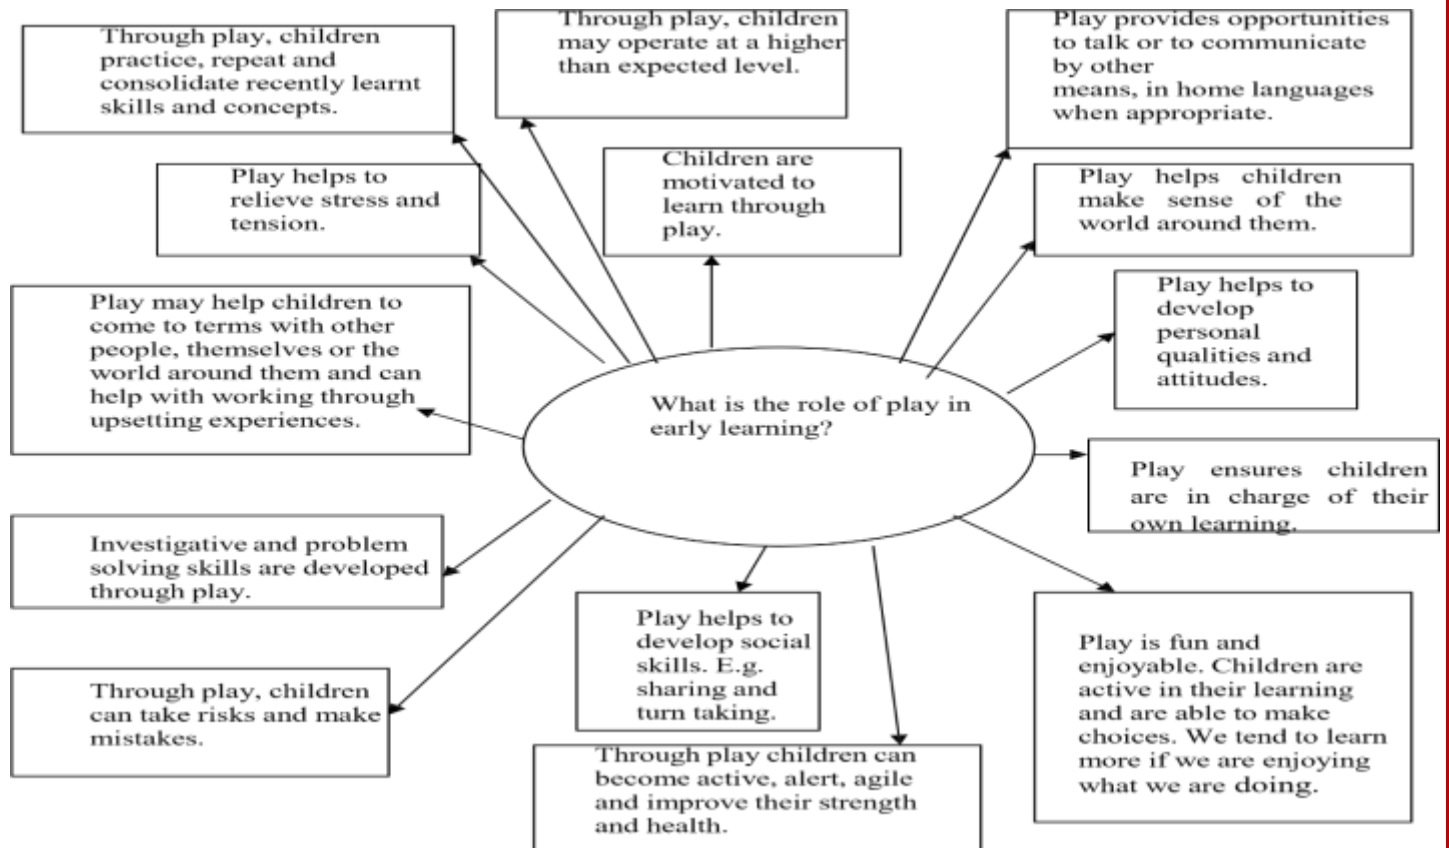 Through play, children
practice, repeat and
consolidate recently learnt
skills and concepts.
Through play, children
may operate at a higher
than expected level.
Play provides opportunities
to talk or to communicate
by other
means, in home languages
when appropriate.
Play helps to
relieve stress and
tension.
Children are
motivated to
learn through
play.
Play helps children
make sense of the
world around them.
Play may help children to
come to terms with other
people, themselves or the
world around them and can
help with working through
upsetting experiences.
Play helps to
develop
personal
qualities and
attitudes.
What is the role of play in
early learning?
Play ensures children
are in charge of their
own learning.
Investigative and problem
solving skills are developed
through play.
Play helps to
develop social
skills. E.g.
sharing and
turn taking.
Play is fun and
enjoyable. Children are
active in their learning
and are able to make
choices. We tend to learn
more if we are enjoying
what we are doing.
Through play, children
can take risks and make
mistakes.
Through play children can
become active, alert, agile
and improve their strength
and health.